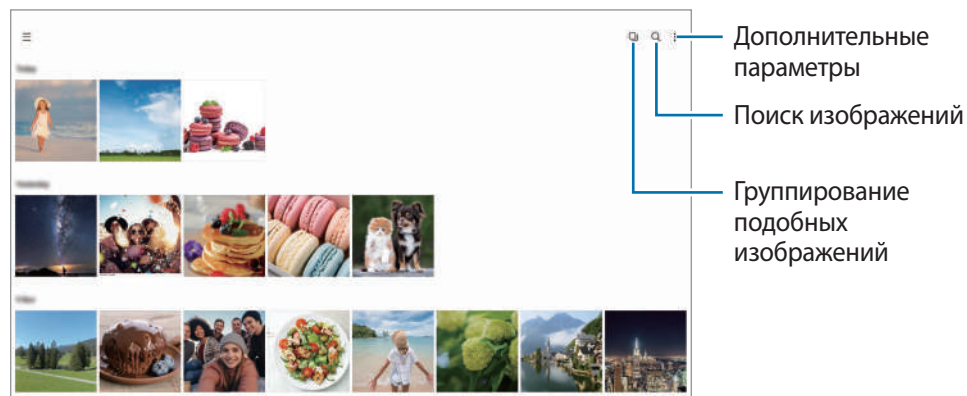 Дополнительные
параметры
Поиск изображений
Группирование
подобных
изображений